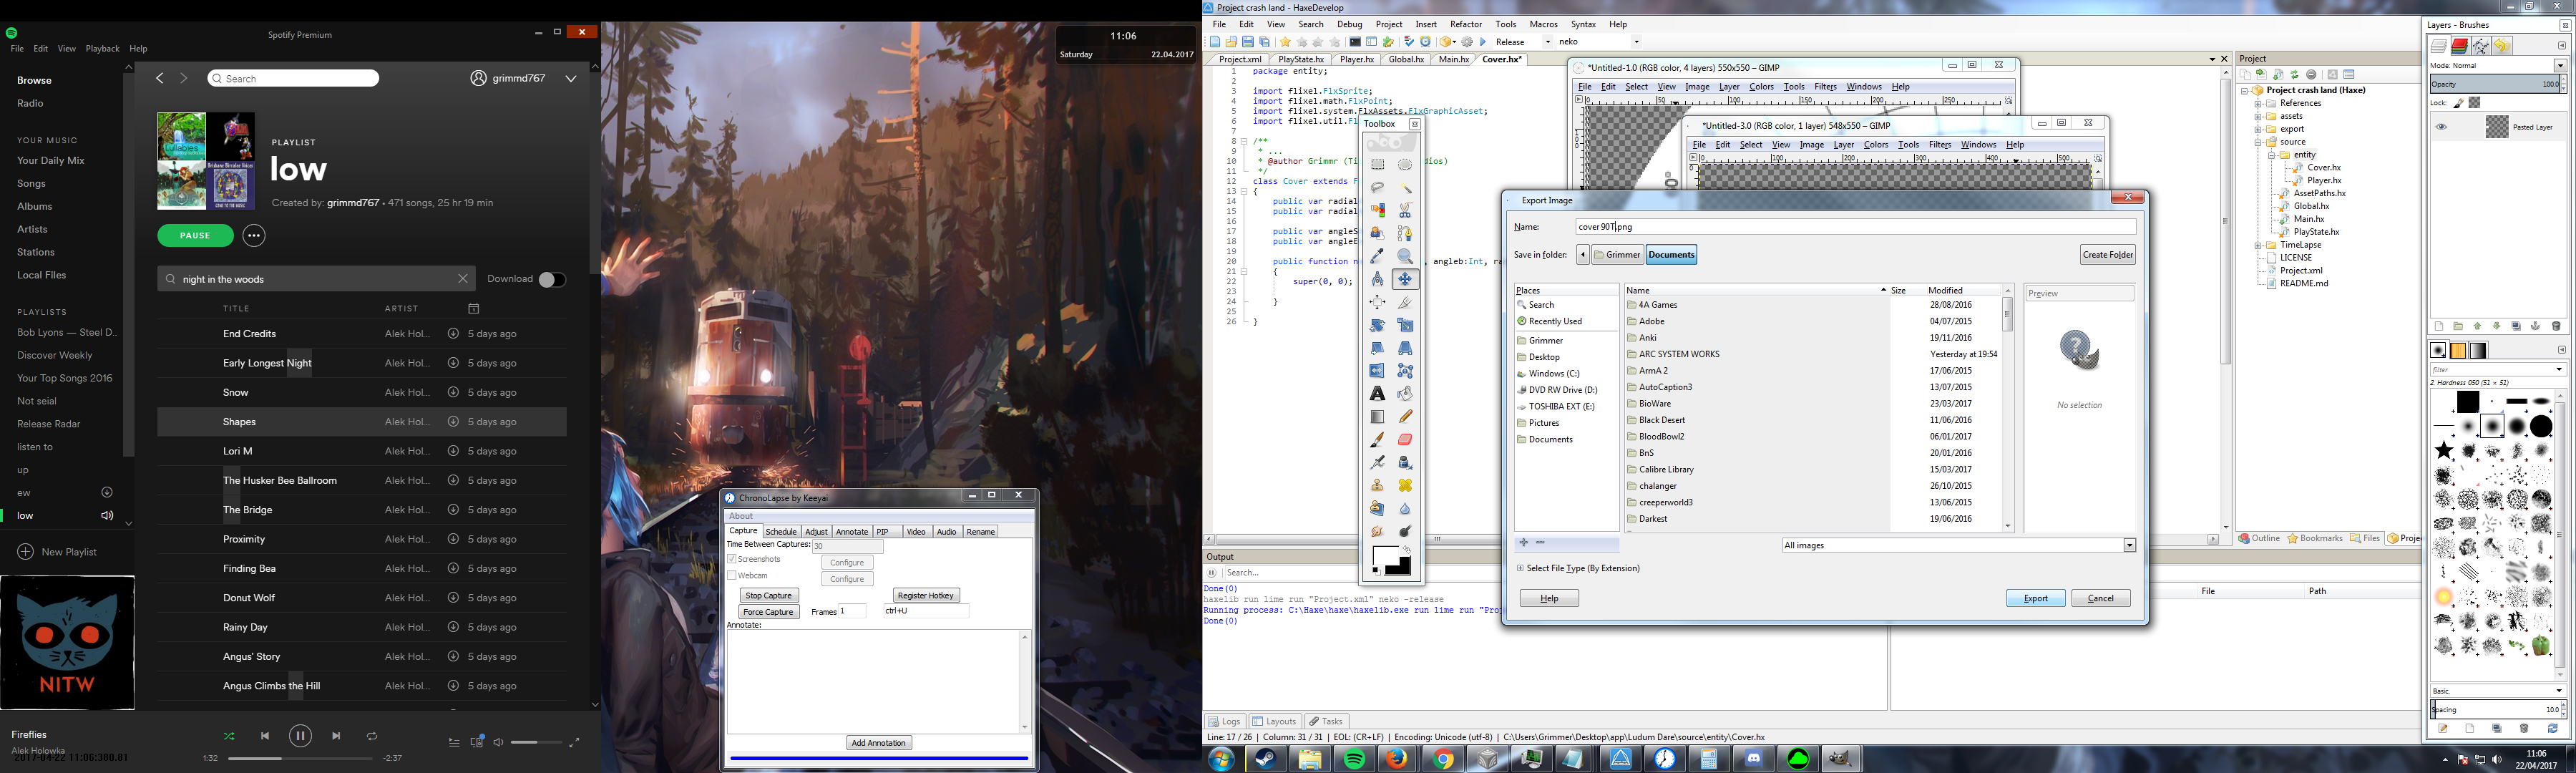 Spotify Premium
File Edit View Playback Help
Browse
Radio
YOUR MUSIC
Your Daily Mix
Songs
Albums
Artists
Stations
Local Files
PLAYLISTS
Bob Lyons — Steel D..
Discover Weekly
Your Top Songs 2016
Not seial
Release Radar
listen to
up
ew
low
New Playlist
NITW
Fireflies
Alek Holowka
Search
grimmd767
PLAYLIST
low
Created by: grimmd767 • 471 songs, 25 hr 19 min
PAUSE
night in the woods
Download
TITLE ARTIST
End Credits Alek Hol... 5 days ago
Early Longest Night Alek Hol... 5 days ago
Snow Alek Hol... 5 days ago
Shapes Alek Hol... 5 days ago
Lori M Alek Hol... 5 days ago
The Husker Bee Ballroom Alek Hol... 5 days ago
The Bridge Alek Hol... 5 days ago
Proximity Alek Hol... 5 days ago
Finding Bea Alek Hol... 5 days ago
Donut Wolf Alek Hol... 5 days ago
Rainy Day Alek Hol... 5 days ago
Angus' Story Alek Hol... 5 days ago
Angus Climbs the Hill Alek Hol... 5 days ago
1:32 -2:37
11:06
Saturday 22.04.2017
ChronoLapse by Keeyai
About
Capture Schedule Adjust Annotate PIP Video Audio Rename
Time Between Captures: 30
Screenshots Configure
Webcam Configure
Stop Capture Register Hotkey
Force Capture Frames 1 ctrl+U
Annotate:
Add Annotation
Project crash land - HaxeDevelop
File Edit View Search Debug Project Insert Refactor Tools Macros Syntax Help
Release neko
Project.xml PlayState.hx Player.hx Global.hx Main.hx Cover.hx*
1 package entity;
2
3 import flixel.FlxSprite;
4 import flixel.math.FlxPoint;
5 import flixel.system.FlxAssets.FlxGraphicAsset;
6 import flixel.util.Fl
7
8 /**
9 * ...
10 * @author Grimmr (Ti
11 */
12 class Cover extends F
13 {
14 public var radial
15 public var radial
16
17 public var angleS
18 public var angleE
19
20 public function n , angleb:Int, ra
21 {
22 super(0, 0);
23
24 }
25
26 }
Toolbox
*Untitled-1.0 (RGB color, 4 layers) 550x550 – GIMP
File Edit Select View Image Layer Colors Tools Filters Windows Help
*Untitled-3.0 (RGB color, 1 layer) 548x550 – GIMP
File Edit Select View Image Layer Colors Tools Filters Windows Help
Export Image
Name: cover90T.png
Save in folder: Grimmer Documents Create Folder
Places
Search
Recently Used
Grimmer
Desktop
Windows (C:)
DVD RW Drive (D:)
TOSHIBA EXT (E:)
Pictures
Documents
Name Size Modified
4A Games 28/08/2016
Adobe 04/07/2015
Anki 19/11/2016
ARC SYSTEM WORKS Yesterday at 19:54
ArmA 2 17/06/2015
AutoCaption3 13/07/2015
BioWare 23/03/2017
Black Desert 11/06/2016
BloodBowl2 06/01/2017
BnS 20/01/2016
Calibre Library 15/03/2017
chalanger 26/10/2015
creeperworld3 13/06/2015
Darkest 19/06/2016
Preview
No selection
All images
Select File Type (By Extension)
Help Export Cancel
Output
Search...
Done(0)
haxelib run lime run "Project.xml" neko -release
Running process: C:\Haxe\haxe\haxelib.exe run lime run "Proj
Done(0)
File Path
Logs Layouts Tasks
Line: 17 / 26 | Column: 31 / 31 | EOL: (CR+LF) | Encoding: Unicode (utf-8) | C:\Users\Grimmer\Desktop\app\Ludum Dare\source\entity\Cover.hx
Project
Project crash land (Haxe)
References
assets
export
source
entity
Cover.hx
Player.hx
AssetPaths.hx
Global.hx
Main.hx
PlayState.hx
TimeLapse
LICENSE
Project.xml
README.md
Outline Bookmarks Files Projec
Layers - Brushes
Mode: Normal
Opacity 100.0
Lock:
Pasted Layer
filter
2. Hardness 050 (51 × 51)
Basic,
Spacing 10.0
11:06
22/04/2017